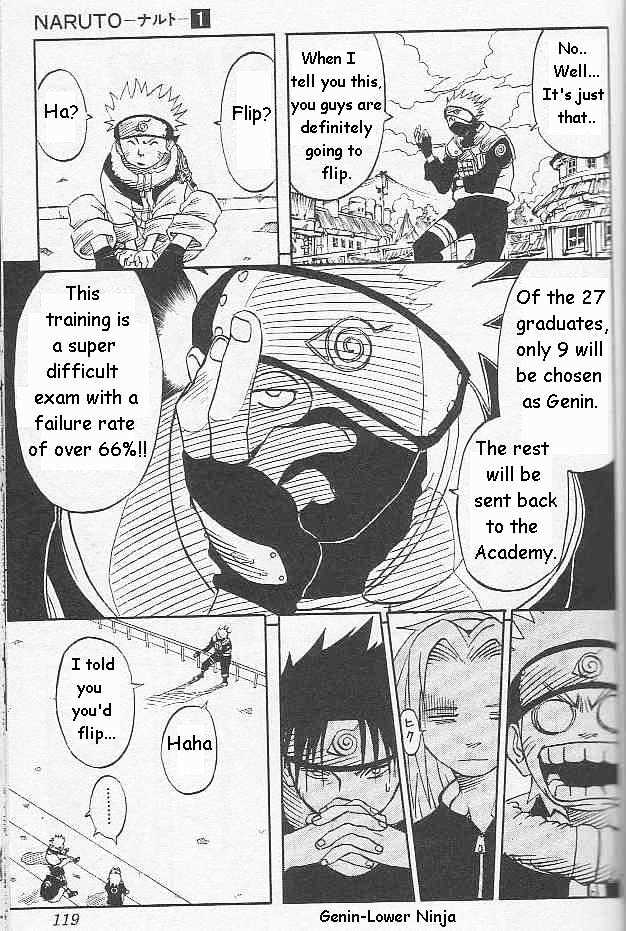 NARUTO—ナルト— 1
No..
Well...
It's just
that..
When I
tell you this,
you guys are
definitely
going to
flip.
Flip?
Ha?
Of the 27
graduates,
only 9 will
be chosen
as Genin.
The rest
will be
sent back
to the
Academy.
This
training is
a super
difficult
exam with a
failure rate
of over 66%!!
ヒク
Haha
I told
you
you'd
flip...
........
119
Genin-Lower Ninja